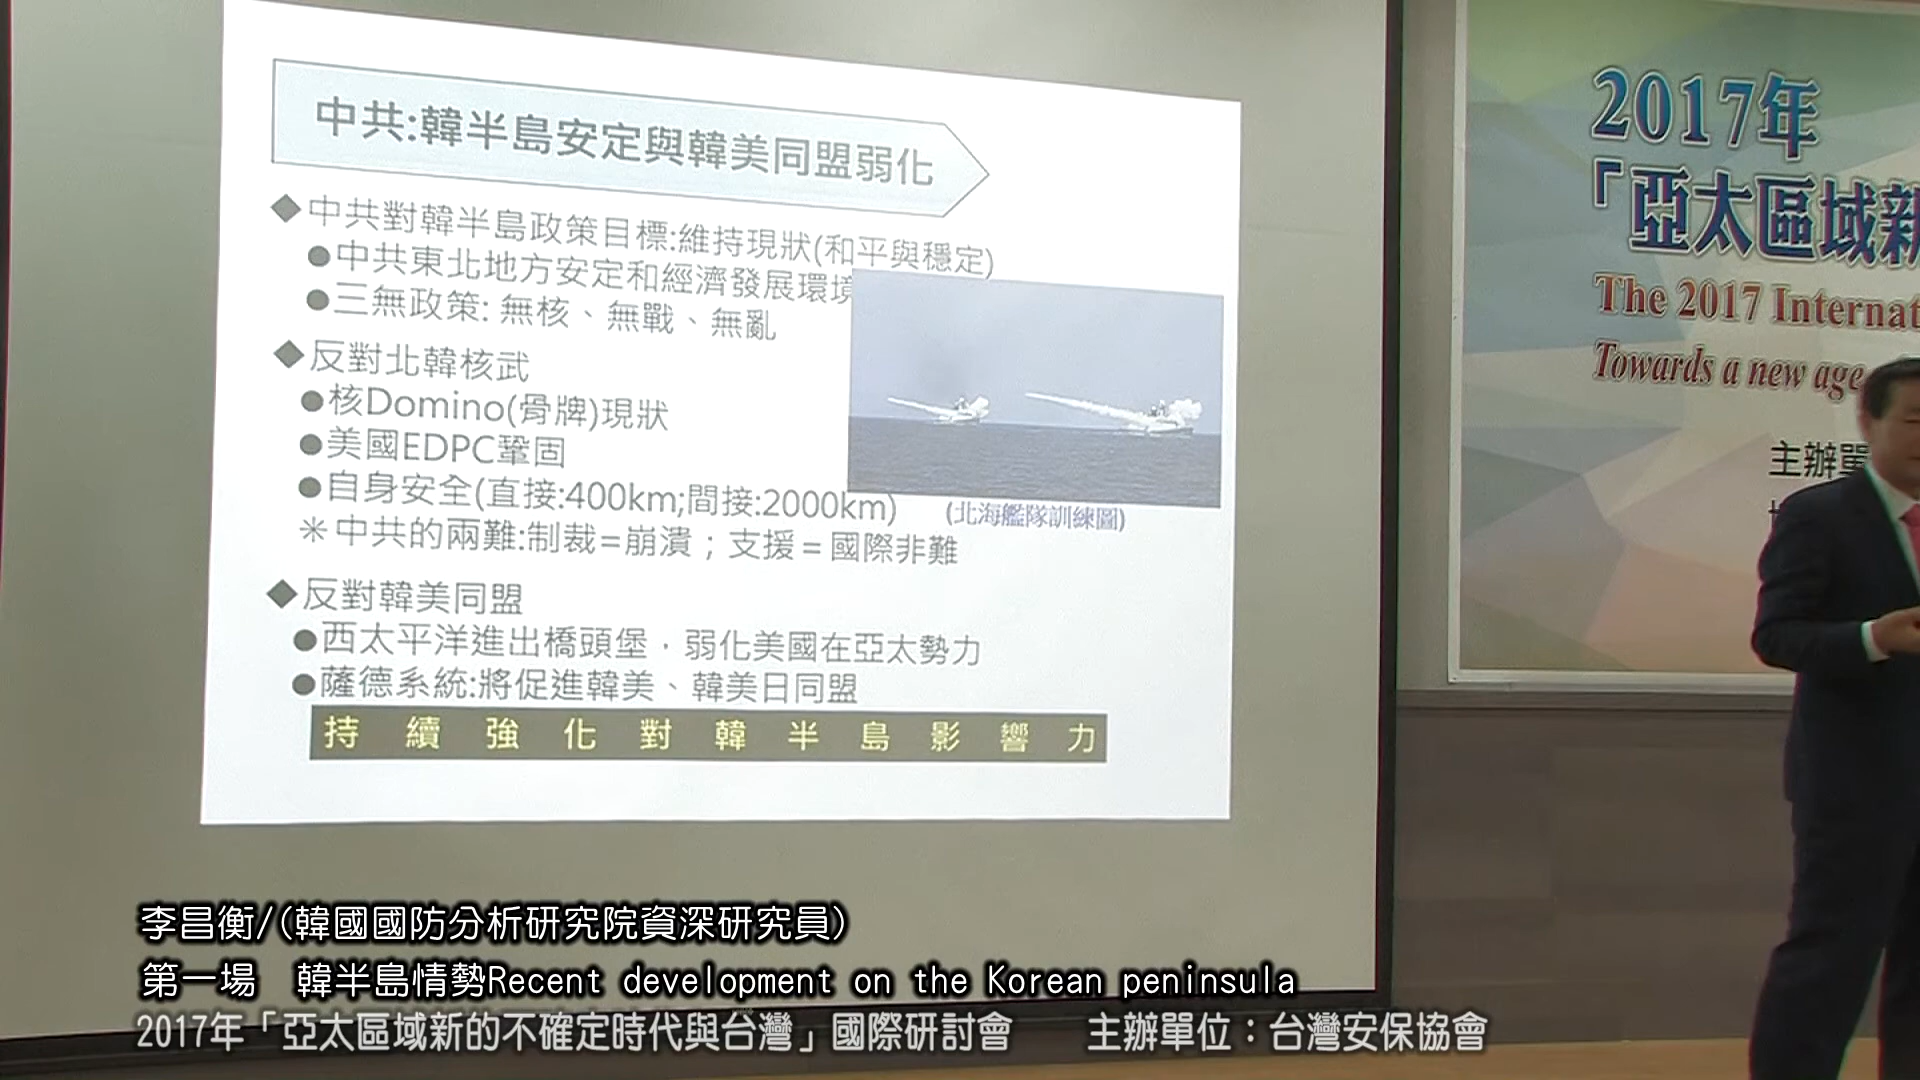 中共:韓半島安定與韓美同盟弱化
◆中共對韓半島政策目標:維持現狀(和平與穩定)
●中共東北地方安定和經濟發展環境
●三無政策: 無核、無戰、無亂
◆反對北韓核武
●核Domino(骨牌)現狀
●美國EDPC鞏固
●自身安全(直接:400km;間接:2000km)
(北海艦隊訓練圖)
＊中共的兩難:制裁=崩潰；支援=國際非難
◆反對韓美同盟
●西太平洋進出橋頭堡，弱化美國在亞太勢力
●薩德系統:將促進韓美、韓美日同盟
持續強化對韓半島影響力
2017年
「亞太區域新
The 2017 Internat
Towards a new age
主辦單
李昌衡/(韓國國防分析研究院資深研究員)
第一場　韓半島情勢Recent development on the Korean peninsula
2017年「亞太區域新的不確定時代與台灣」國際研討會　　主辦單位：台灣安保協會